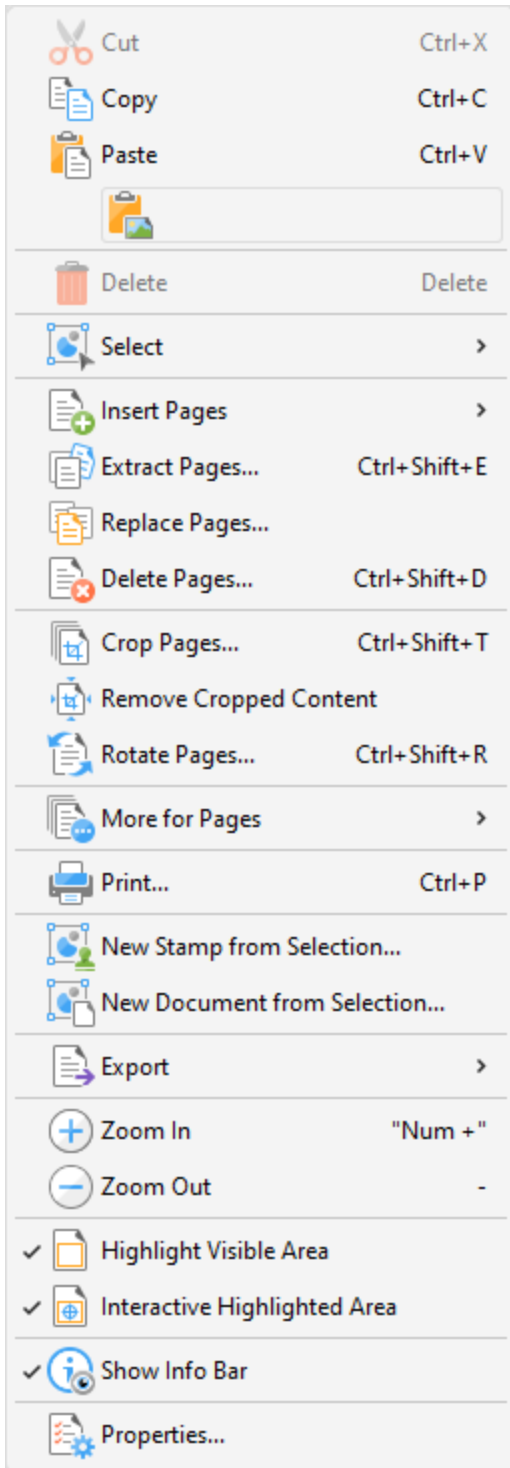 Cut Ctrl+X
Copy Ctrl+C
Paste Ctrl+V
Delete Delete
Select
Insert Pages
Extract Pages... Ctrl+Shift+E
Replace Pages...
Delete Pages... Ctrl+Shift+D
Crop Pages... Ctrl+Shift+T
Remove Cropped Content
Rotate Pages... Ctrl+Shift+R
More for Pages
Print... Ctrl+P
New Stamp from Selection...
New Document from Selection...
Export
Zoom In "Num +"
Zoom Out -
Highlight Visible Area
Interactive Highlighted Area
Show Info Bar
Properties...